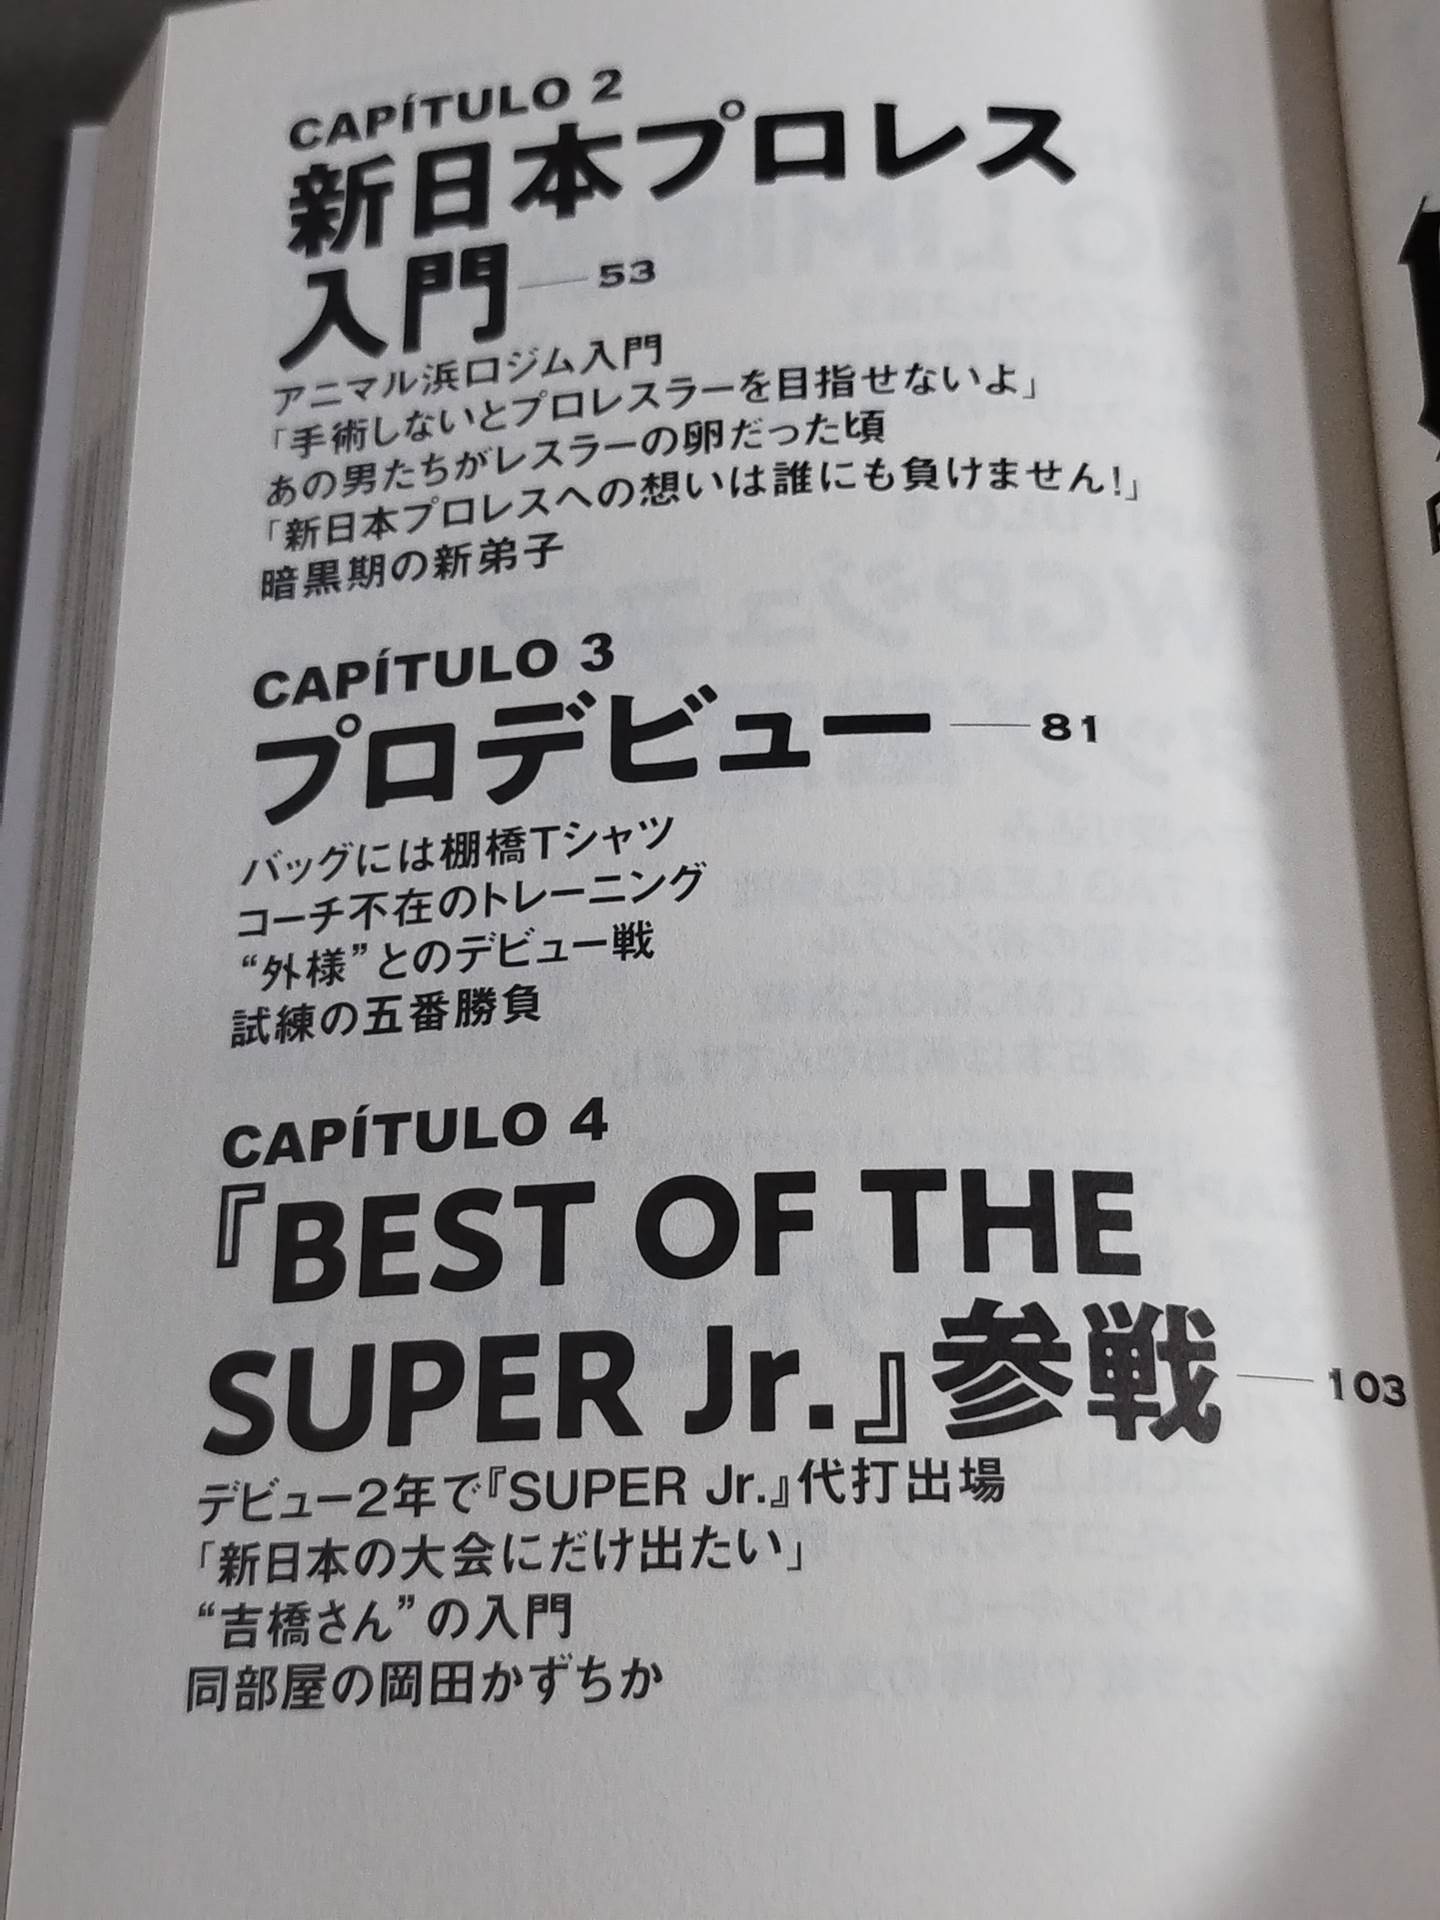 CAPÍTULO 2
新日本プロレス
入門——53
アニマル浜口ジム入門
「手術しないとプロレスラーを目指せないよ」
あの男たちがレスラーの卵だった頃
「新日本プロレスへの想いは誰にも負けません!」
暗黒期の新弟子
CAPÍTULO 3
プロデビュー——81
バッグには棚橋Tシャツ
コーチ不在のトレーニング
“外様”とのデビュー戦
試練の五番勝負
CAPÍTULO 4
『BEST OF THE
SUPER Jr.』参戦——103
デビュー2年で『SUPER Jr.』代打出場
「新日本の大会にだけ出たい」
“吉橋さん”の入門
同部屋の岡田かずちか